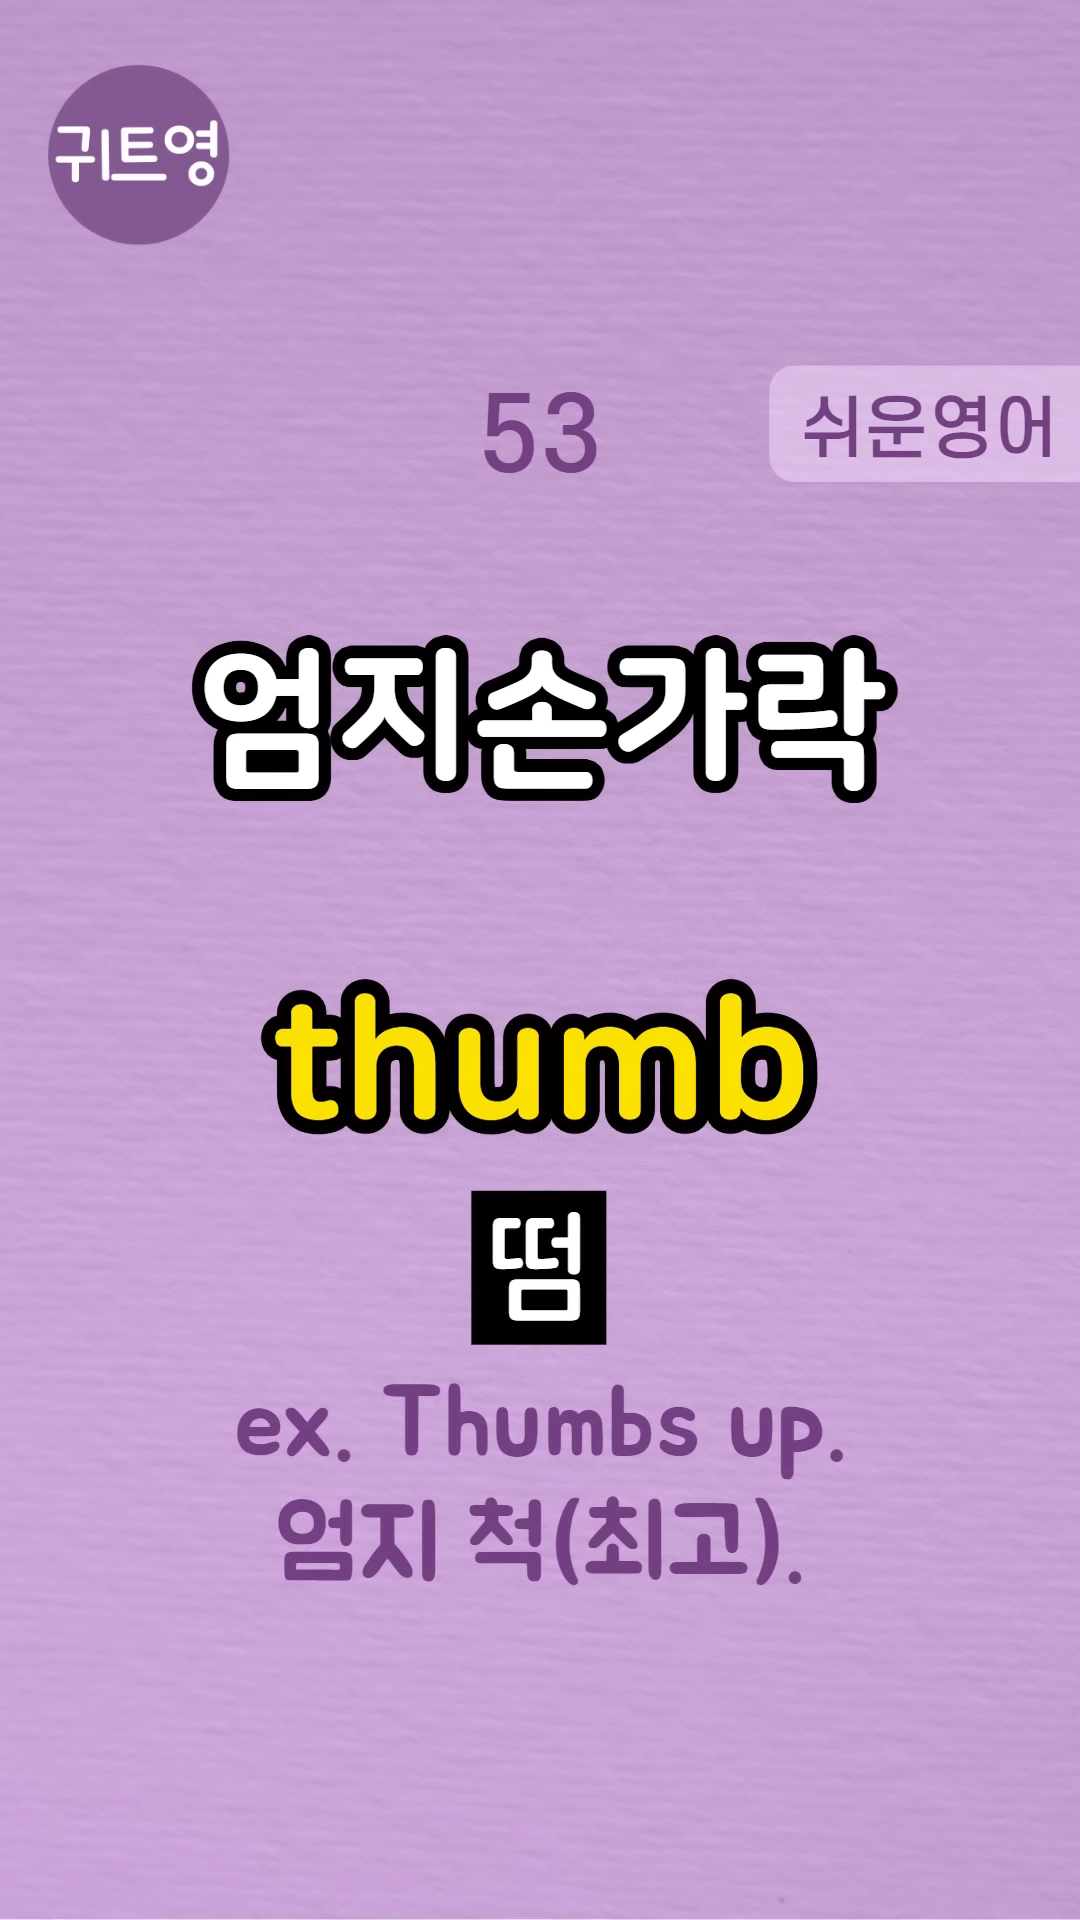 귀트영
53
쉬운영어
엄지손가락
thumb
떰
ex. Thumbs up.
엄지 척(최고).